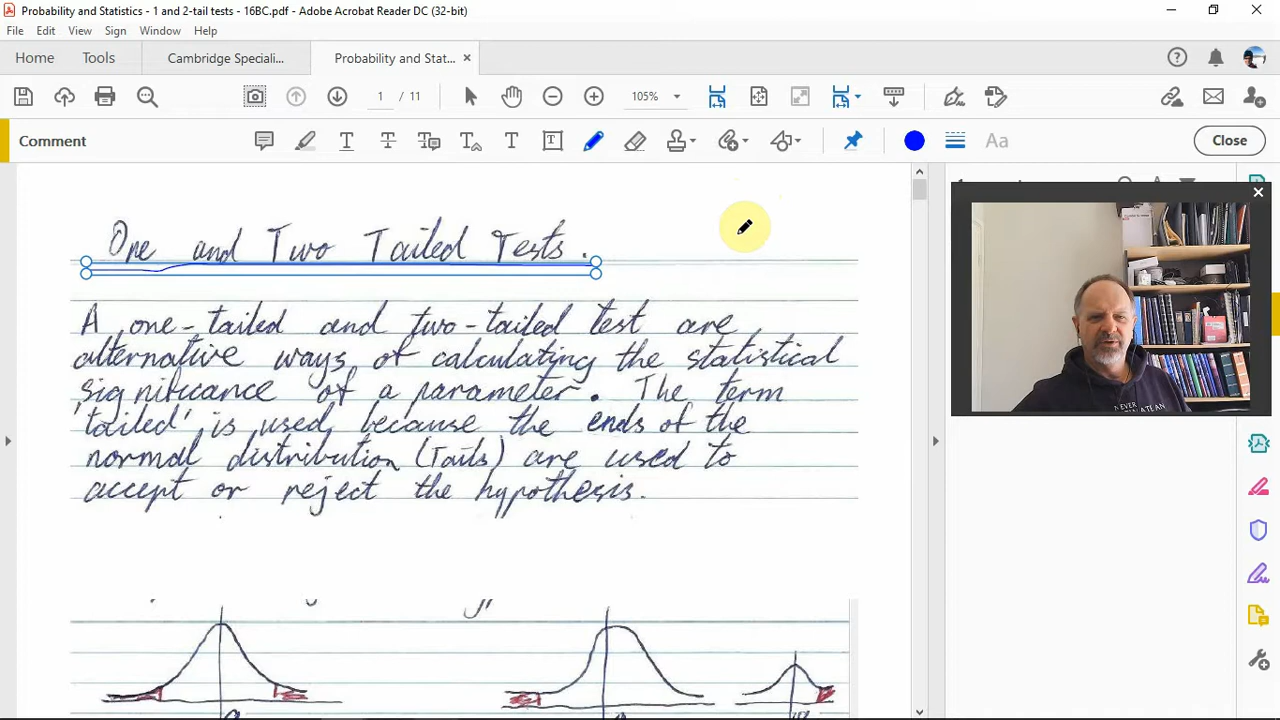 Probability and Statistics - 1 and 2-tail tests - 16BC.pdf - Adobe Acrobat Reader DC (32-bit)
File Edit View Sign Window Help
Home Tools Cambridge Speciali... Probability and Stat...
1 / 11 105%
Comment Close
One and Two Tailed Tests.
A one-tailed and two-tailed test are
alternative ways of calculating the statistical
significance of a parameter. The term
'tailed' is used because the ends of the
normal distribution (Tails) are used to
accept or reject the hypothesis.